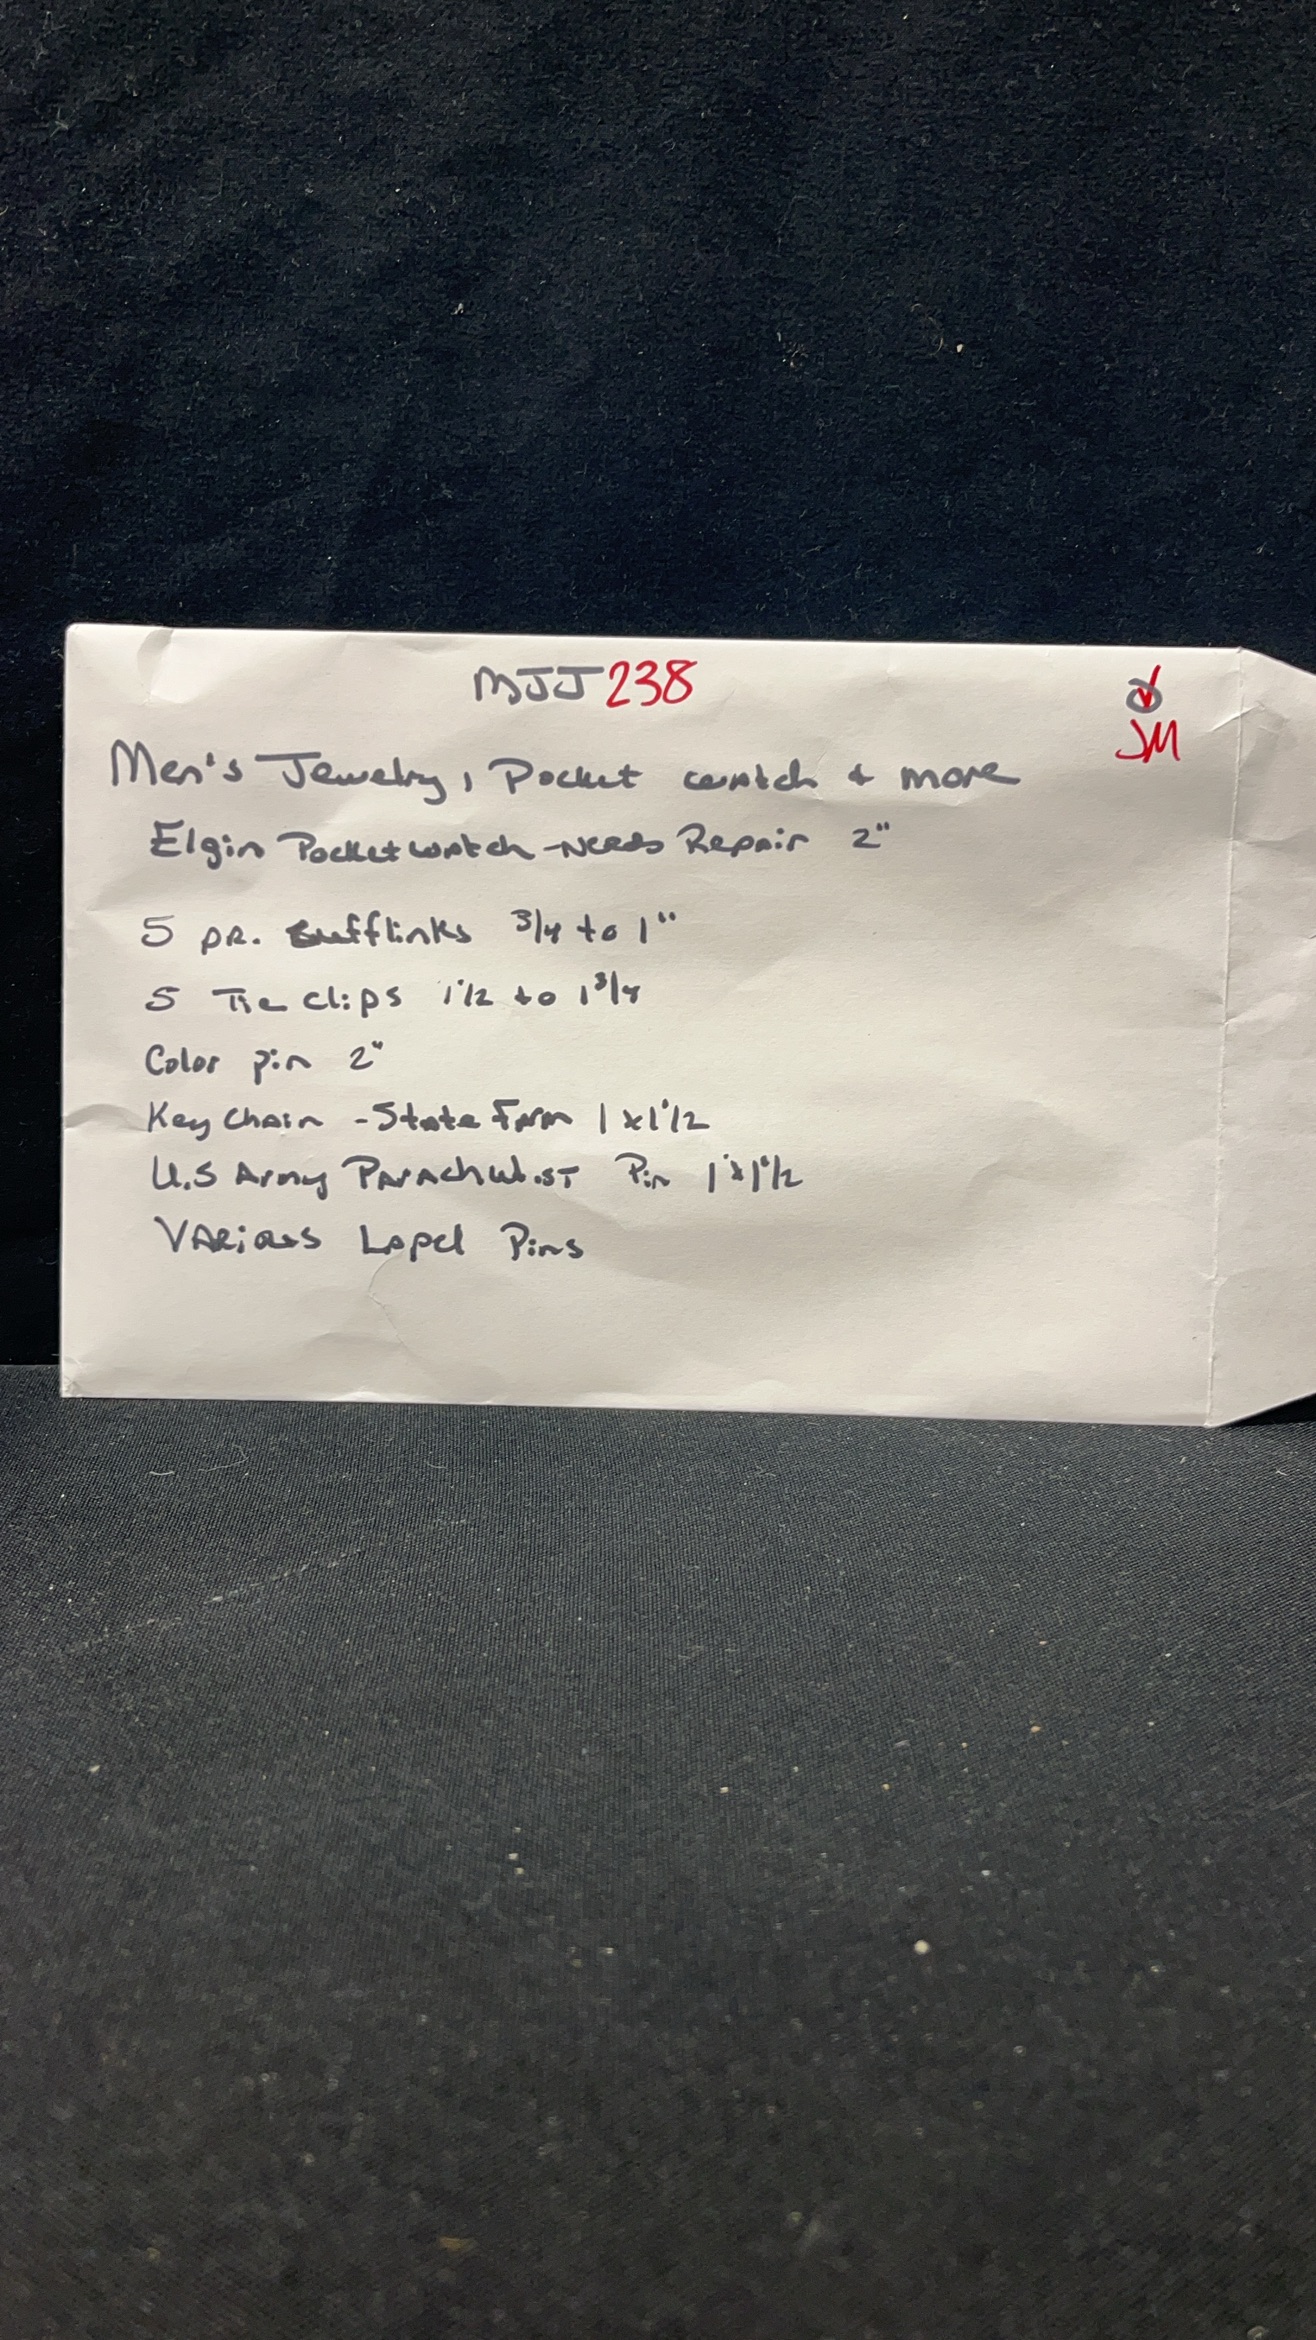 MJJ 238
JM
Men's Jewelry, Pocket watch & more
Elgin Pocketwatch - Needs Repair 2"
5 pr. Cufflinks 3/4 to 1"
5 Tie clips 1 1/2 to 1 3/4
Color pin 2"
Key Chain - State Farm 1 x 1 1/2
U.S Army Parachutist Pin 1 x 1 1/2
Various Lapel Pins